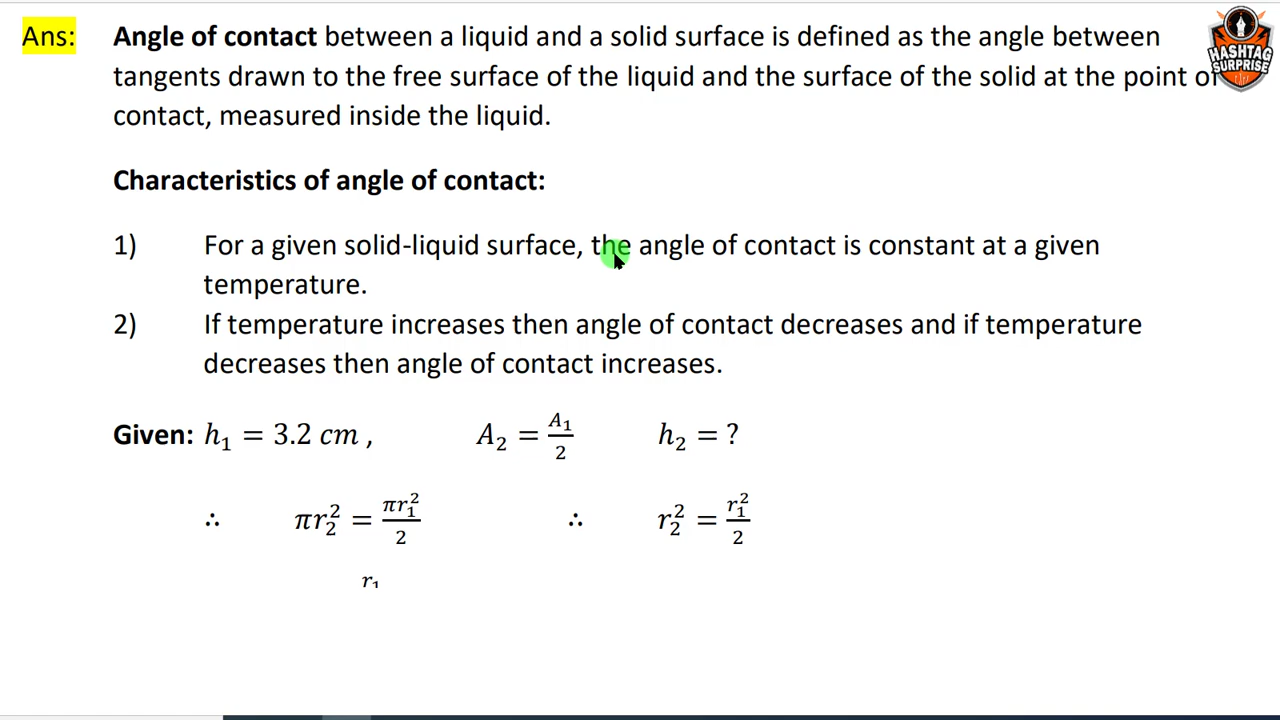 Ans: Angle of contact between a liquid and a solid surface is defined as the angle between
tangents drawn to the free surface of the liquid and the surface of the solid at the point of
contact, measured inside the liquid.
HASHTAG
SURPRISE
Characteristics of angle of contact:
1) For a given solid-liquid surface, the angle of contact is constant at a given
temperature.
2) If temperature increases then angle of contact decreases and if temperature
decreases then angle of contact increases.
Given: h₁ = 3.2 cm , A₂ = A₁/2 h₂ = ?
∴ πr₂² = πr₁²/2 ∴ r₂² = r₁²/2
r₁